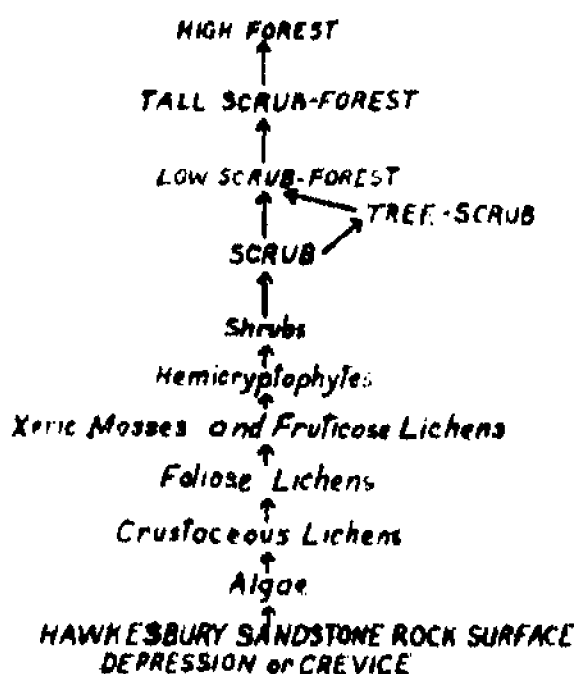 HIGH FOREST
TALL SCRUB-FOREST
LOW SCRUB-FOREST
TREE-SCRUB
SCRUB
Shrubs
Hemicryptophytes
Xeric Mosses and Fruticose Lichens
Foliose Lichens
Crustaceous Lichens
Algae
HAWKESBURY SANDSTONE ROCK SURFACE
DEPRESSION or CREVICE